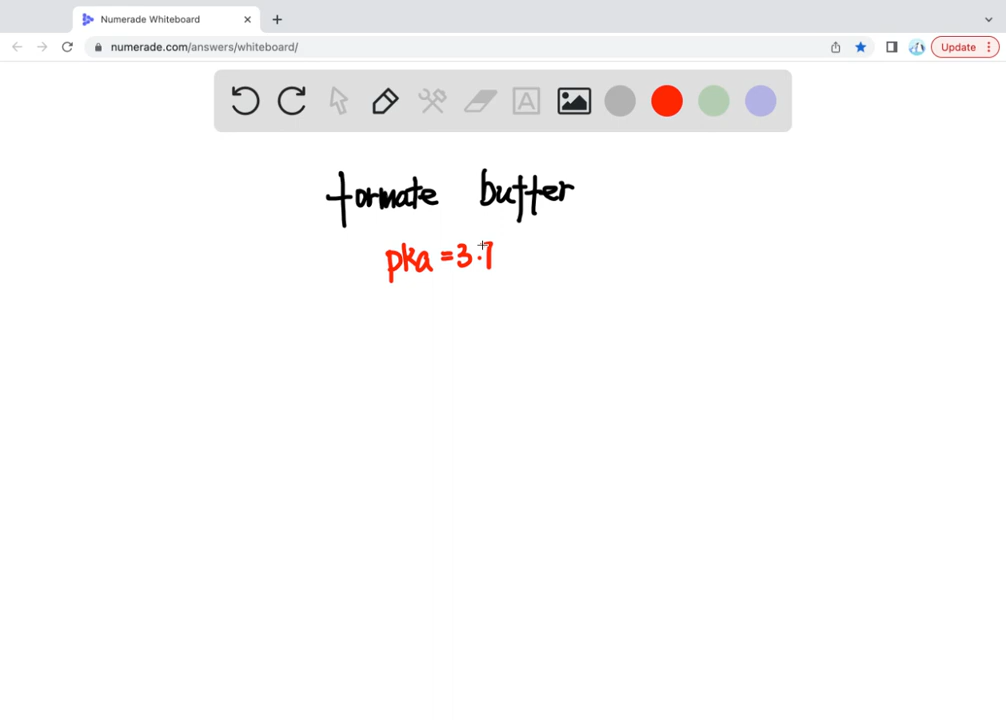 Numerade Whiteboard
numerade.com/answers/whiteboard/
Update
A
formate buffer
pka = 3.7